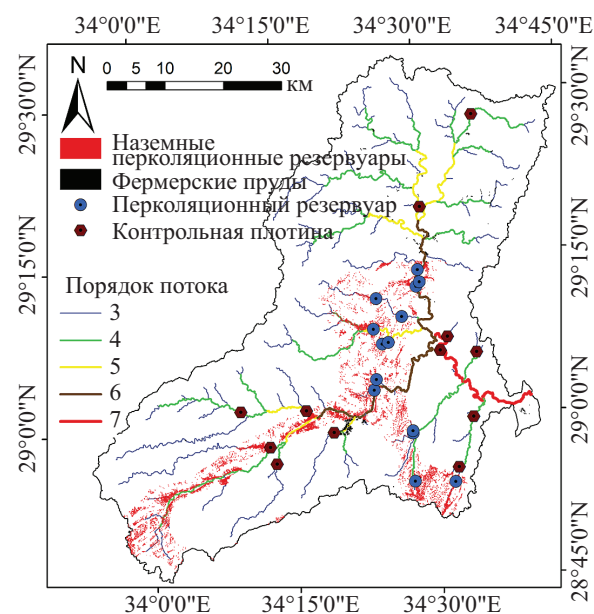 34°0'0"E 34°15'0"E 34°30'0"E 34°45'0"E
N
0 5 10 20 30
км
29°30'0"N
29°30'0"N
Наземные
перколяционные резервуары
Фермерские пруды
Перколяционный резервуар
Контрольная плотина
29°15'0"N
29°15'0"N
Порядок потока
3
4
5
6
7
29°0'0"N
29°0'0"N
28°45'0"N
34°0'0"E 34°15'0"E 34°30'0"E